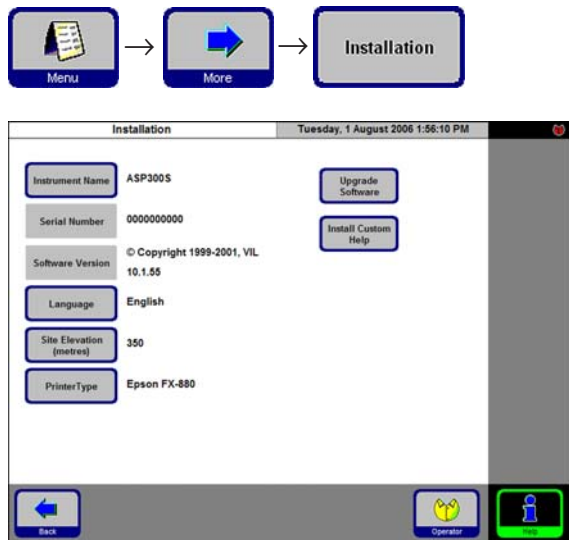 Menu
More
Installation
Installation
Tuesday, 1 August 2006 1:56:10 PM
Instrument Name
ASP300S
Serial Number
0000000000
Software Version
© Copyright 1999-2001, VIL
10.1.55
Language
English
Site Elevation
(metres)
350
PrinterType
Epson FX-880
Upgrade
Software
Install Custom
Help
Back
Operator
Help